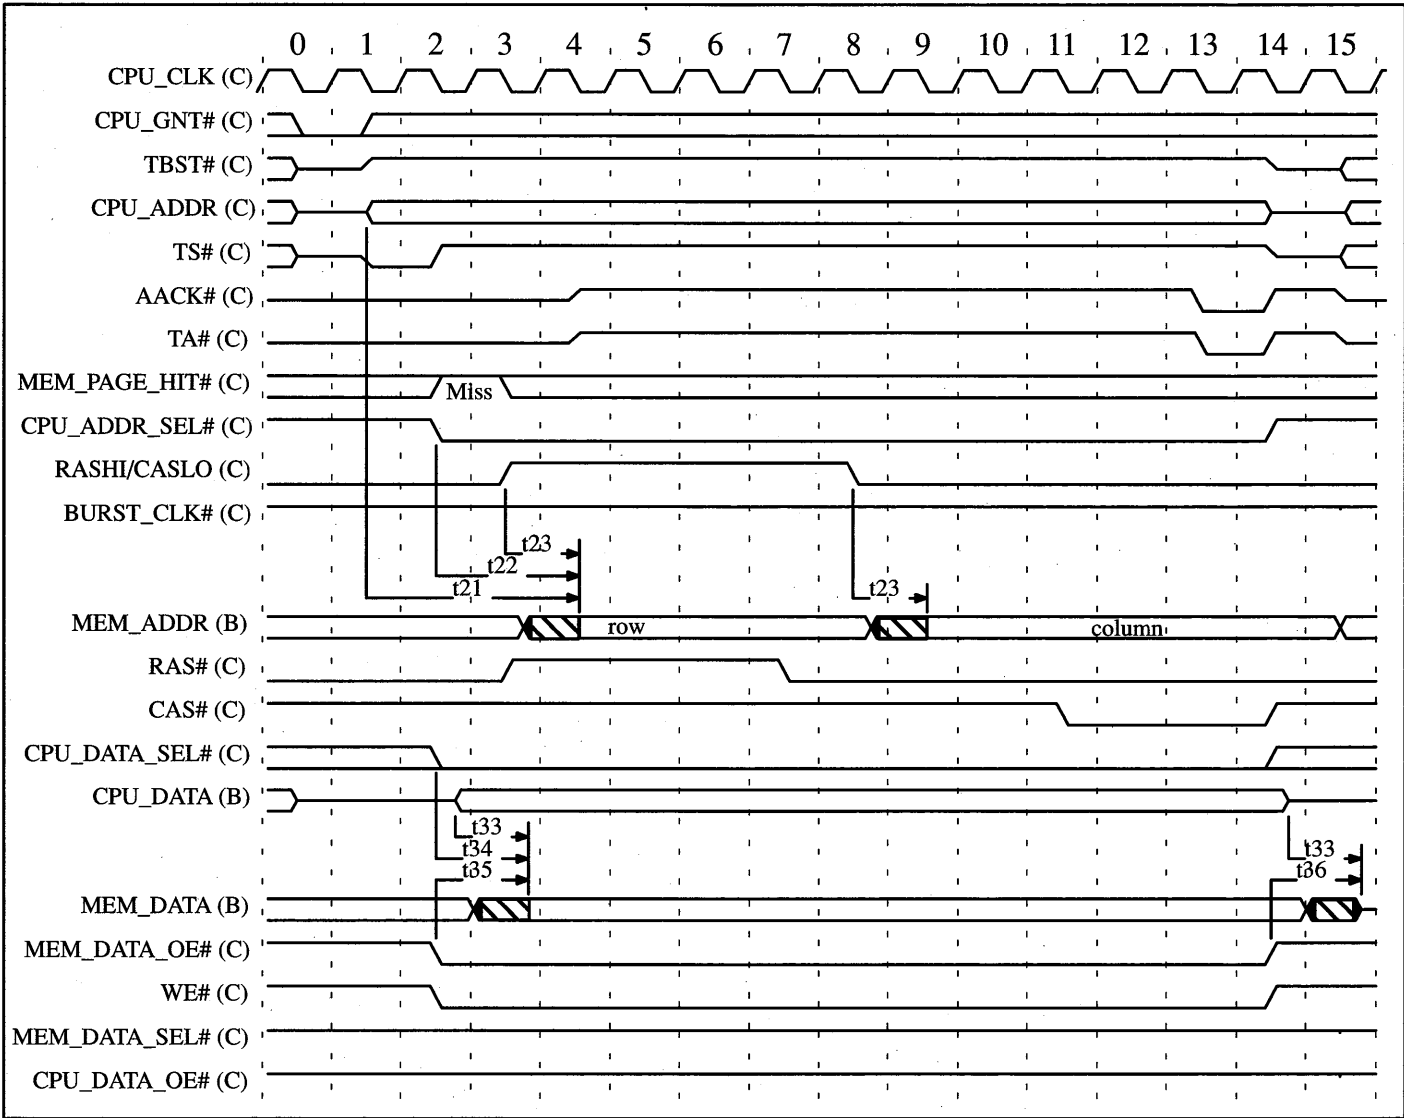 0 1 2 3 4 5 6 7 8 9 10 11 12 13 14 15
CPU_CLK (C)
CPU_GNT# (C)
TBST# (C)
CPU_ADDR (C)
TS# (C)
AACK# (C)
TA# (C)
MEM_PAGE_HIT# (C)
Miss
CPU_ADDR_SEL# (C)
RASHI/CASLO (C)
BURST_CLK# (C)
t23
t22
t21 t23
MEM_ADDR (B) row column
RAS# (C)
CAS# (C)
CPU_DATA_SEL# (C)
CPU_DATA (B)
t33
t34 t33
t35 t36
MEM_DATA (B)
MEM_DATA_OE# (C)
WE# (C)
MEM_DATA_SEL# (C)
CPU_DATA_OE# (C)